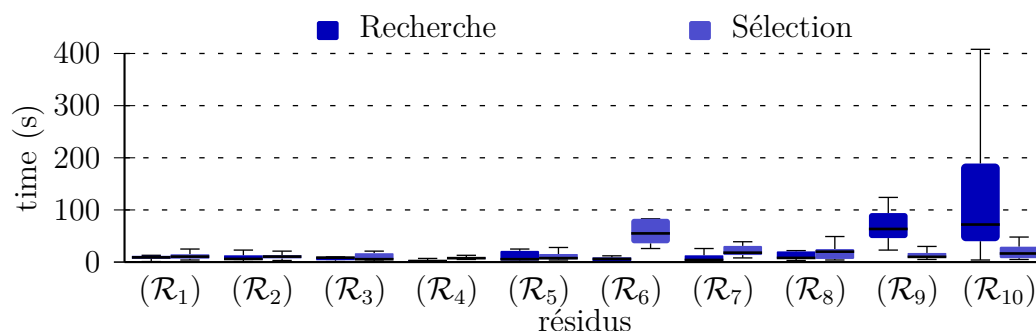 Recherche Sélection
400
300
200
100
0
time (s)
(ℛ₁) (ℛ₂) (ℛ₃) (ℛ₄) (ℛ₅) (ℛ₆) (ℛ₇) (ℛ₈) (ℛ₉) (ℛ₁₀)
résidus